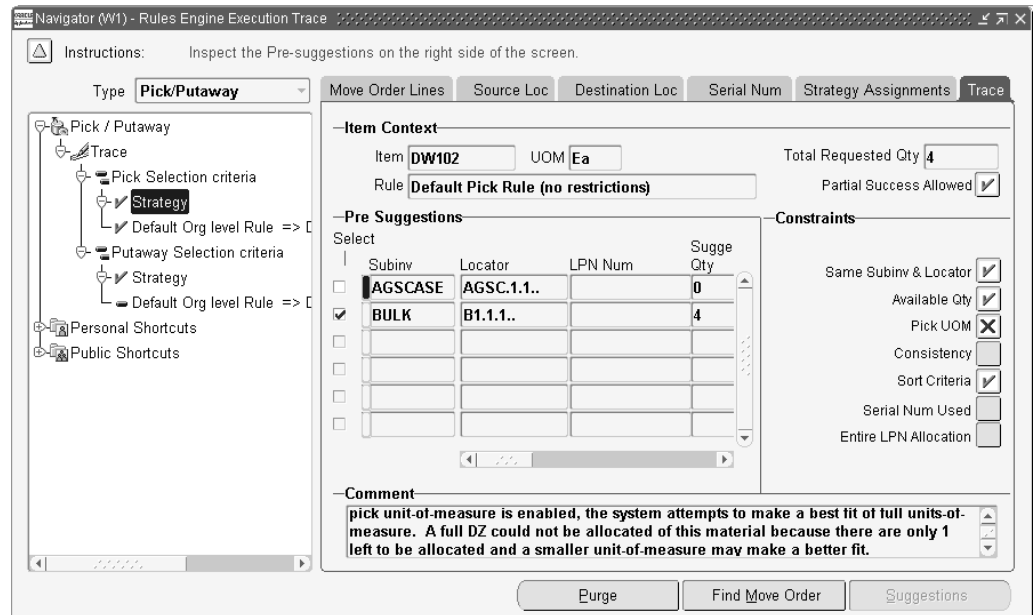 Navigator (W1) - Rules Engine Execution Trace
Instructions: Inspect the Pre-suggestions on the right side of the screen.
Type Pick/Putaway
Move Order Lines Source Loc Destination Loc Serial Num Strategy Assignments Trace
Pick / Putaway
Trace
Pick Selection criteria
Strategy
Default Org level Rule => D
Putaway Selection criteria
Strategy
Default Org level Rule => D
Personal Shortcuts
Public Shortcuts
Item Context
Item DW102 UOM Ea Total Requested Qty 4
Rule Default Pick Rule (no restrictions) Partial Success Allowed
Pre Suggestions
Select
Subinv Locator LPN Num Sugge Qty
AGSCASE AGSC.1.1.. 0
BULK B1.1.1.. 4
Constraints
Same Subinv & Locator
Available Qty
Pick UOM
Consistency
Sort Criteria
Serial Num Used
Entire LPN Allocation
Comment
pick unit-of-measure is enabled, the system attempts to make a best fit of full units-of-
measure. A full DZ could not be allocated of this material because there are only 1
left to be allocated and a smaller unit-of-measure may make a better fit.
Purge Find Move Order Suggestions